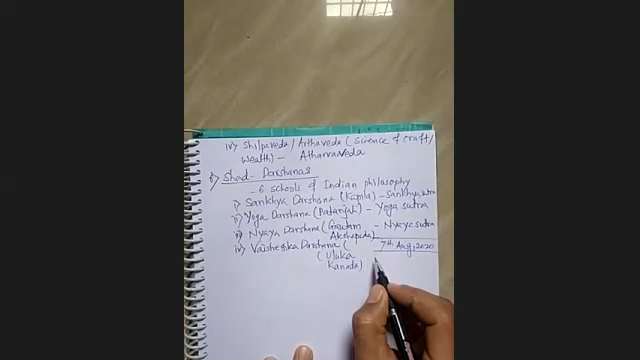 iv) Shilpaveda/Arthaveda (Science of craft/
Wealth) - Atharvaveda
Shad-Darshanas
- 6 schools of Indian philosophy
i) Sankhya Darshana (Kapila) - Sankhya sutra
ii) Yoga Darshana (Patanjali) - Yoga sutra
iii) Nyaya Darshana (Gautam Akshapada) - Nyaya sutra
iv) Vaisheshika Darshana (
(Uluka
Kanada)
7th Aug, 2020